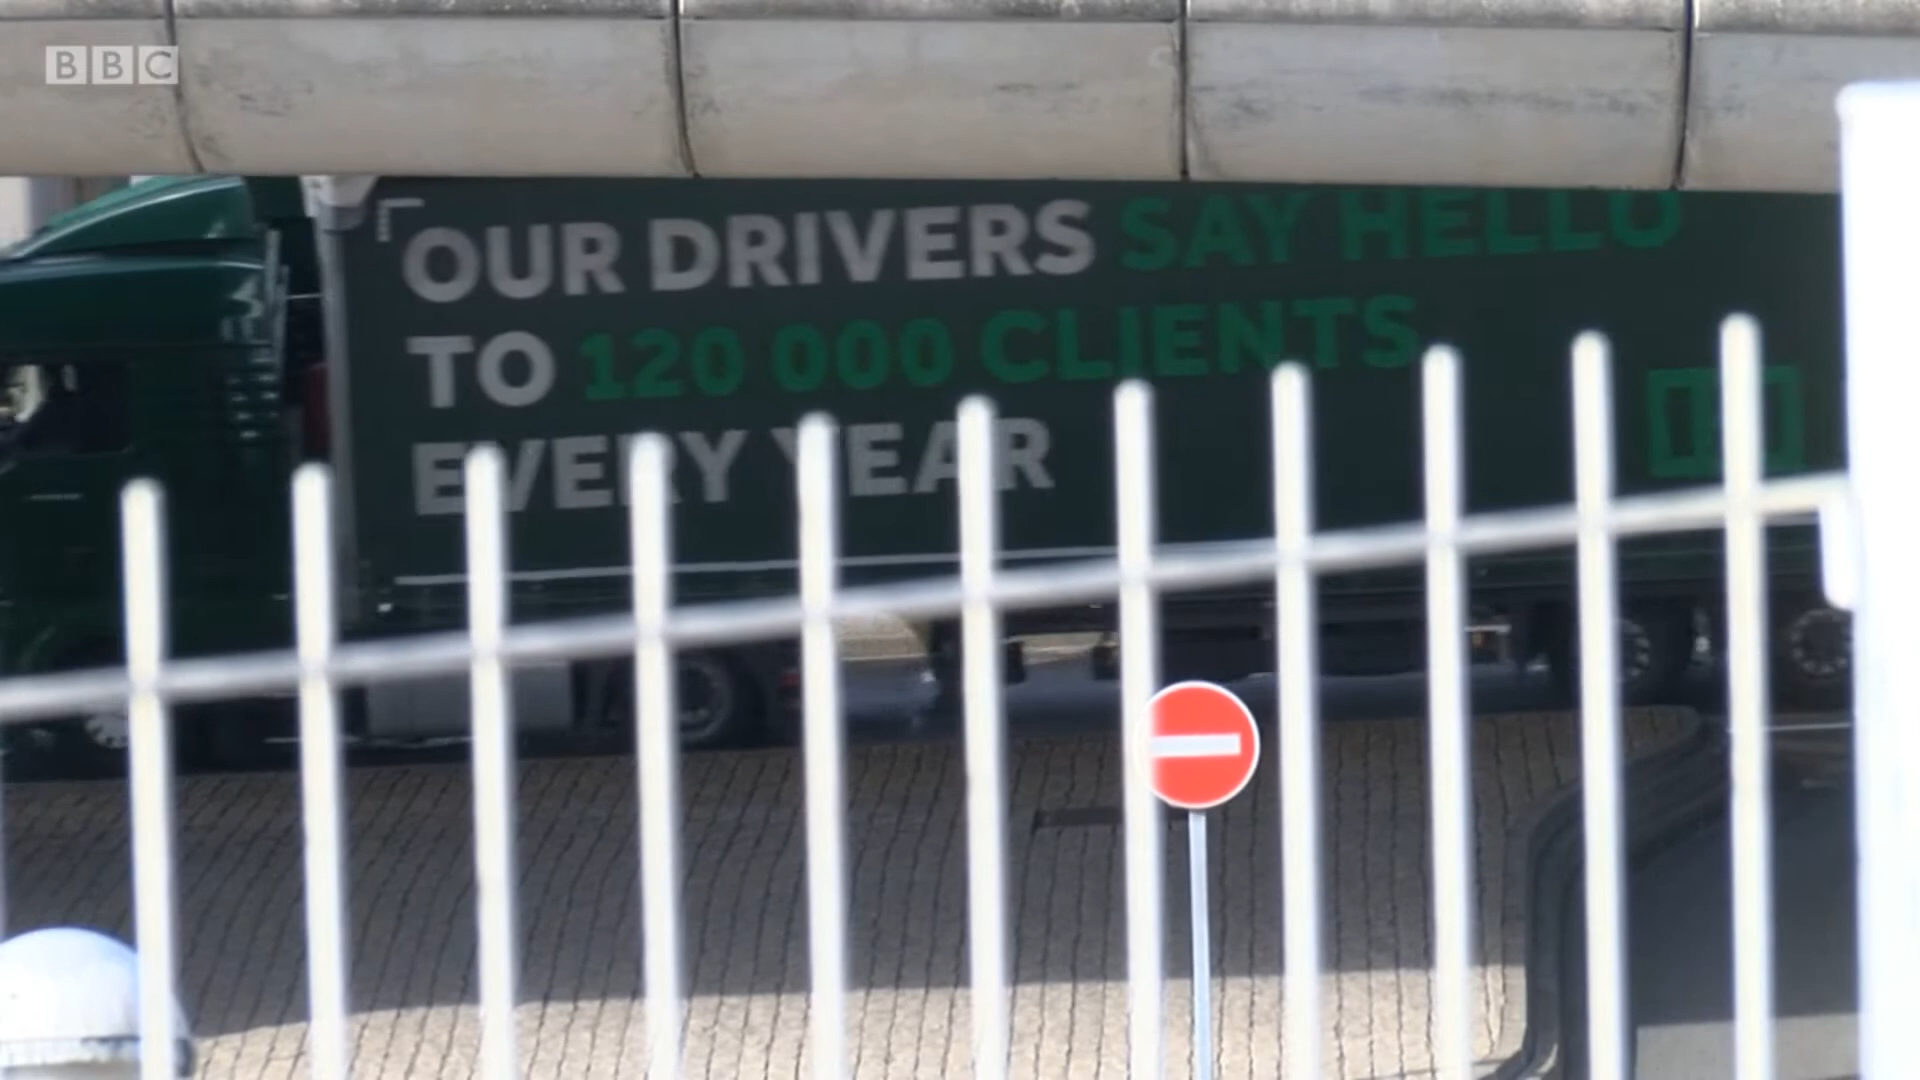 BBC
OUR DRIVERS SAY HELLO
TO 120 000 CLIENTS
EVERY YEAR